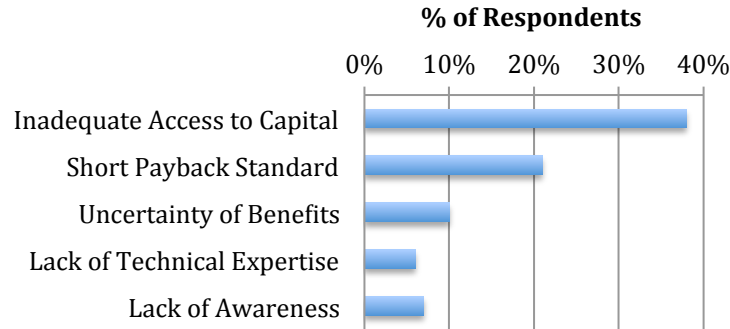 % of Respondents
0% 10% 20% 30% 40%
Inadequate Access to Capital
Short Payback Standard
Uncertainty of Benefits
Lack of Technical Expertise
Lack of Awareness